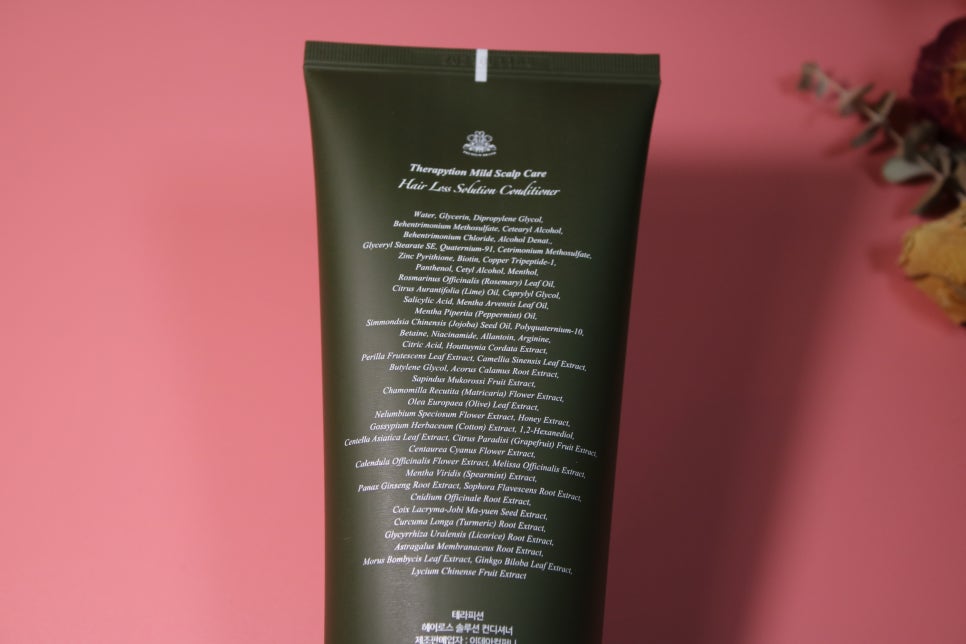 Therapytion Mild Scalp Care
Hair Loss Solution Conditioner
Water, Glycerin, Dipropylene Glycol,
Behentrimonium Methosulfate, Cetearyl Alcohol,
Behentrimonium Chloride, Alcohol Denat.,
Glyceryl Stearate SE, Quaternium-91, Cetrimonium Methosulfate,
Zinc Pyrithione, Biotin, Copper Tripeptide-1,
Panthenol, Cetyl Alcohol, Menthol,
Rosmarinus Officinalis (Rosemary) Leaf Oil,
Citrus Aurantifolia (Lime) Oil, Caprylyl Glycol,
Salicylic Acid, Mentha Arvensis Leaf Oil,
Mentha Piperita (Peppermint) Oil,
Simmondsia Chinensis (Jojoba) Seed Oil, Polyquaternium-10,
Betaine, Niacinamide, Allantoin, Arginine,
Citric Acid, Houttuynia Cordata Extract,
Perilla Frutescens Leaf Extract, Camellia Sinensis Leaf Extract,
Butylene Glycol, Acorus Calamus Root Extract,
Sapindus Mukorossi Fruit Extract,
Chamomilla Recutita (Matricaria) Flower Extract,
Olea Europaea (Olive) Leaf Extract,
Nelumbium Speciosum Flower Extract, Honey Extract,
Gossypium Herbaceum (Cotton) Extract, 1,2-Hexanediol,
Centella Asiatica Leaf Extract, Citrus Paradisi (Grapefruit) Fruit Extract,
Centaurea Cyanus Flower Extract,
Calendula Officinalis Flower Extract, Melissa Officinalis Extract,
Mentha Viridis (Spearmint) Extract,
Panax Ginseng Root Extract, Sophora Flavescens Root Extract,
Cnidium Officinale Root Extract,
Coix Lacryma-Jobi Ma-yuen Seed Extract,
Curcuma Longa (Turmeric) Root Extract,
Glycyrrhiza Uralensis (Licorice) Root Extract,
Astragalus Membranaceus Root Extract,
Morus Bombycis Leaf Extract, Ginkgo Biloba Leaf Extract,
Lycium Chinense Fruit Extract
테라피션
헤어로스 솔루션 컨디셔너
제조판매업자 :